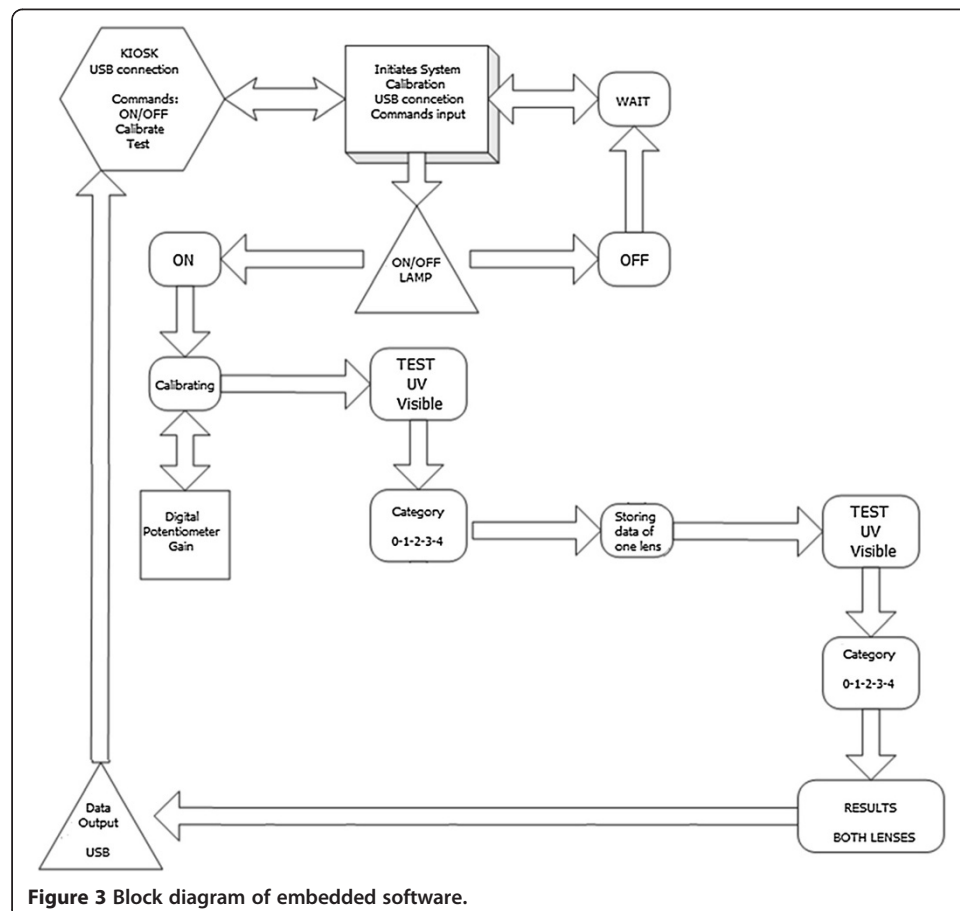 KIOSK
USB connection
Commands:
ON/OFF
Calibrate
Test
Initiates System
Calibration
USB conncetion
Commands input
WAIT
ON
ON/OFF
LAMP
OFF
Calibrating
TEST
UV
Visible
Digital
Potentiometer
Gain
Category
0-1-2-3-4
Storing
data of
one lens
TEST
UV
Visible
Category
0-1-2-3-4
Data
Output
USB
RESULTS
BOTH LENSES
Figure 3 Block diagram of embedded software.